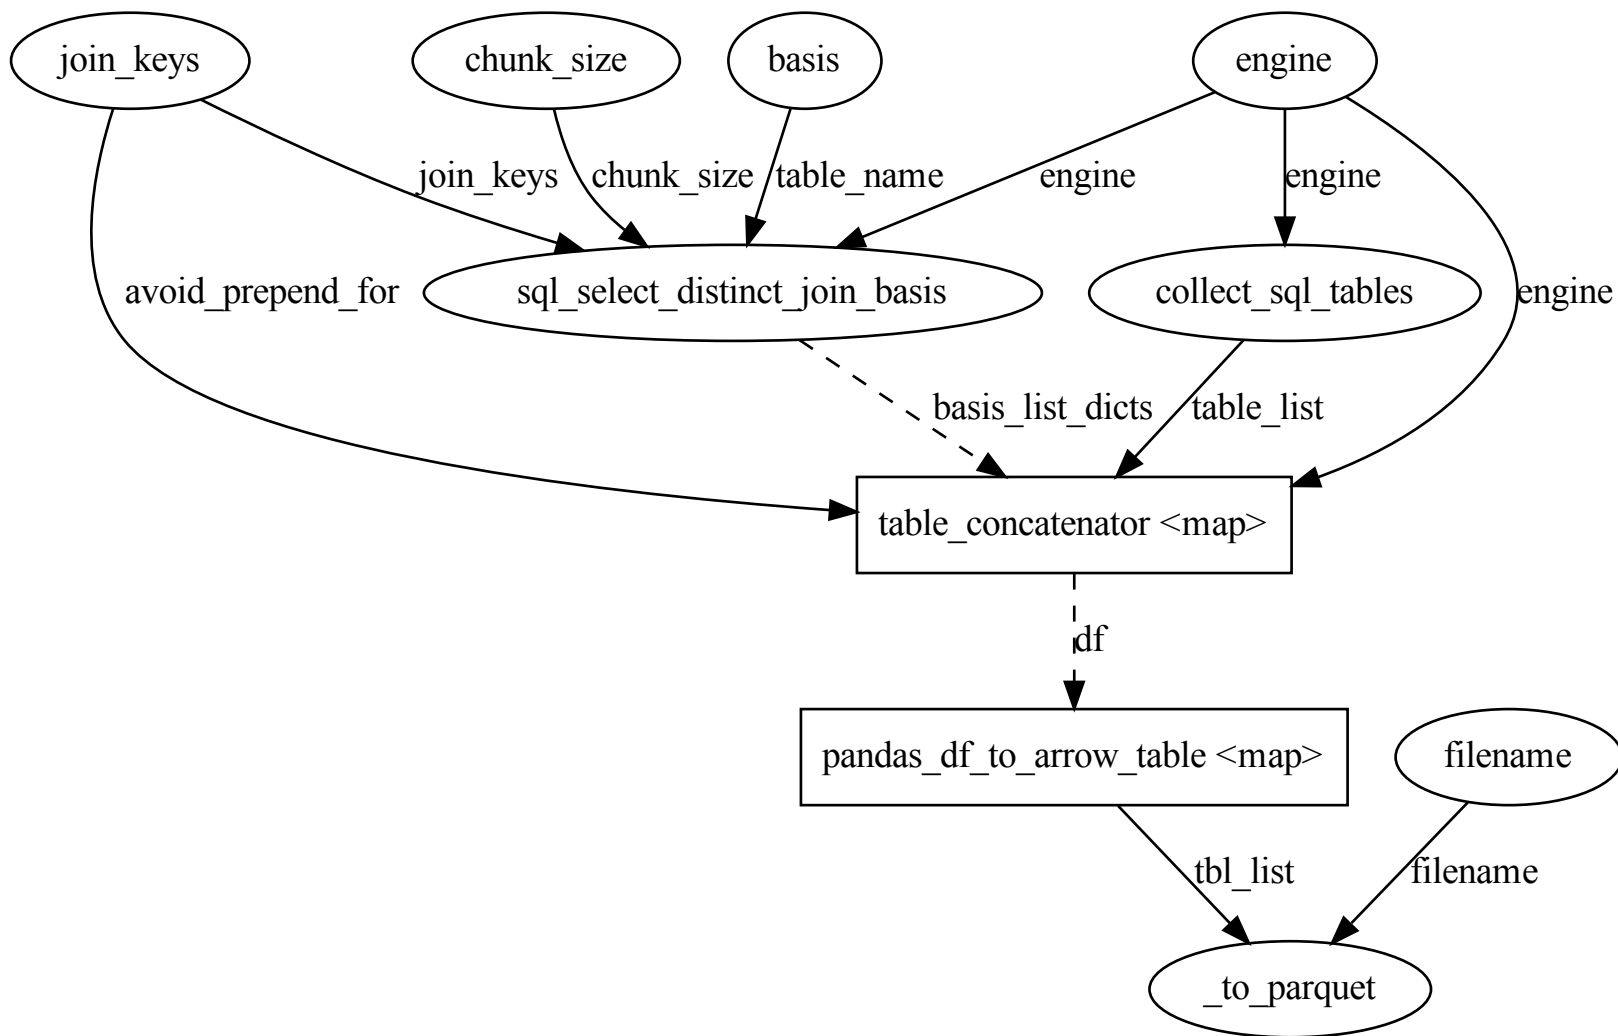 join_keys
chunk_size
basis
engine
join_keys
chunk_size
table_name
engine
engine
avoid_prepend_for
sql_select_distinct_join_basis
collect_sql_tables
engine
basis_list_dicts
table_list
table_concatenator <map>
df
pandas_df_to_arrow_table <map>
filename
tbl_list
filename
_to_parquet